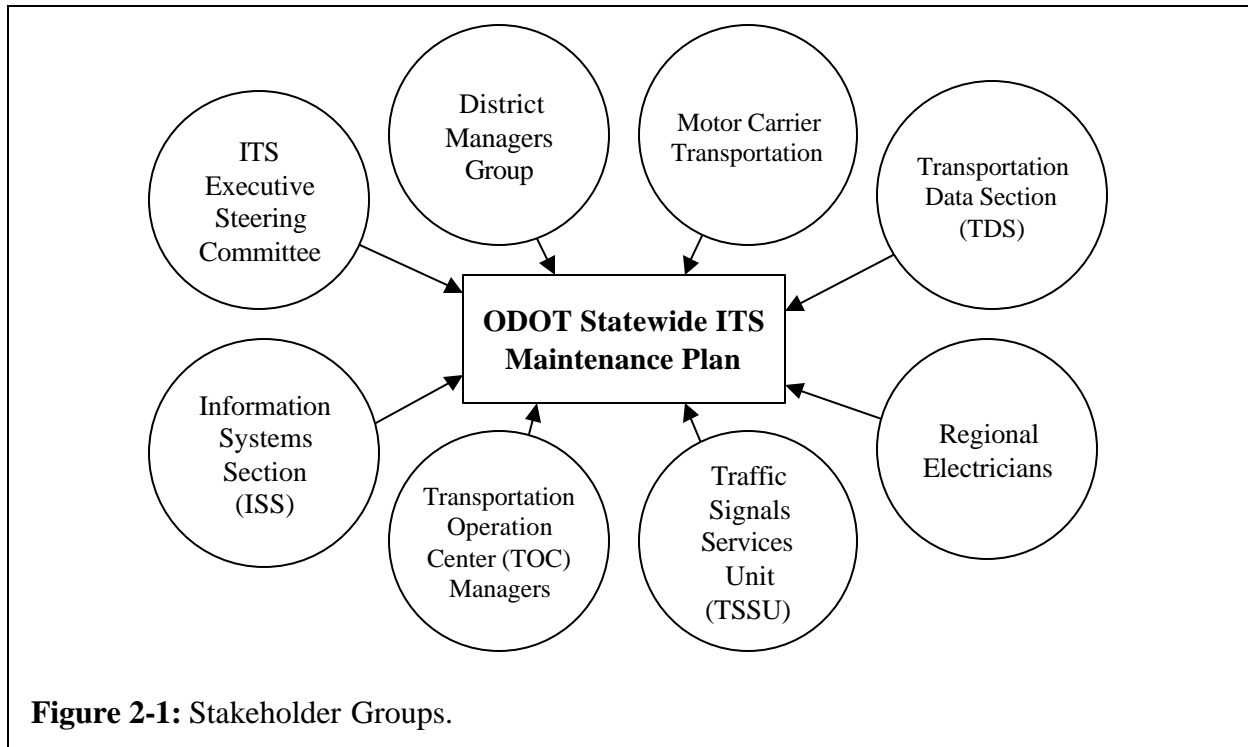 ITS
Executive
Steering
Committee
District
Managers
Group
Motor Carrier
Transportation
Transportation
Data Section
(TDS)
ODOT Statewide ITS
Maintenance Plan
Information
Systems
Section
(ISS)
Transportation
Operation
Center (TOC)
Managers
Traffic
Signals
Services
Unit
(TSSU)
Regional
Electricians
Figure 2-1: Stakeholder Groups.